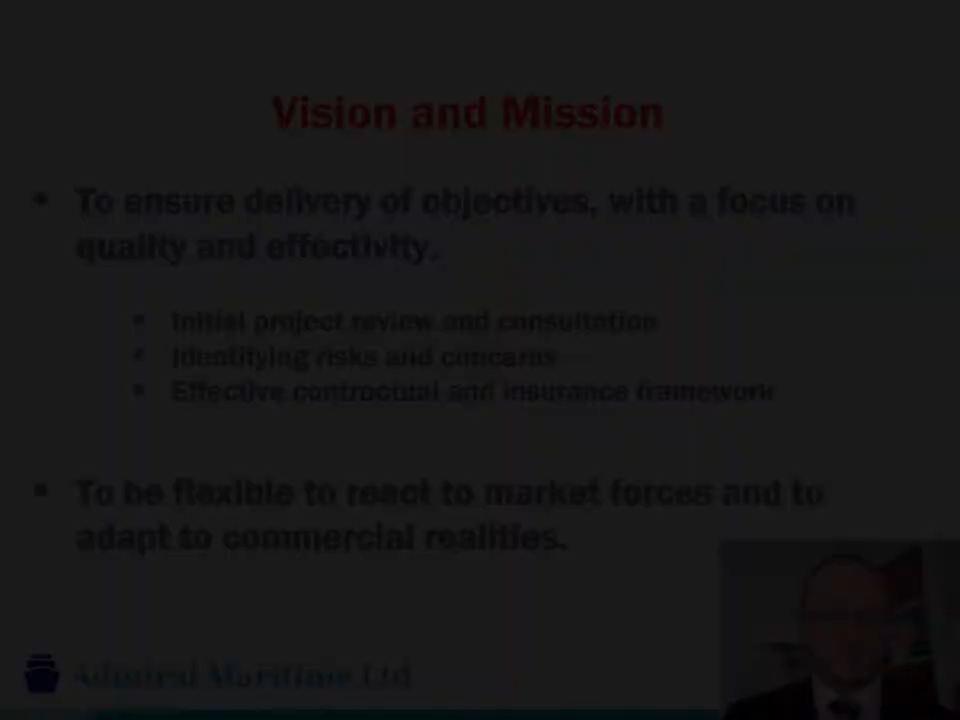 Vision and Mission
• To ensure delivery of objectives, with a focus on
quality and effectivity.
• Initial project review and consultation
• Identifying risks and concerns
• Effective contractual and insurance framework
• To be flexible to react to market forces and to
adapt to commercial realities.
Admiral Maritime Ltd